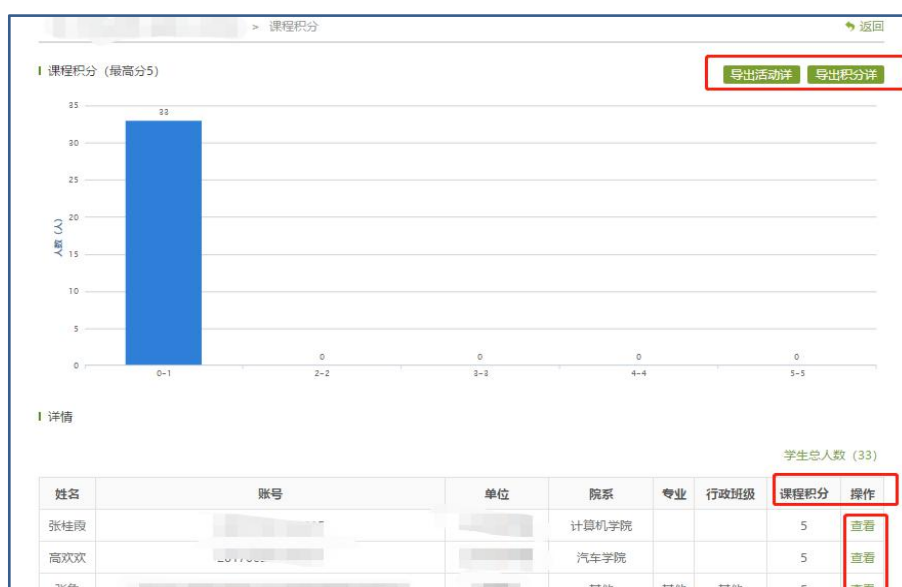 > 课程积分 返回
课程积分（最高分5） 导出活动详 导出积分详
35
33
30
25
20
人数（人）
15
10
5
0
0 0 0 0
0-1 2-2 3-3 4-4 5-5
详情
学生总人数（33）
姓名 账号 单位 院系 专业 行政班级 课程积分 操作
张桂霞 计算机学院 5 查看
高欢欢 汽车学院 5 查看